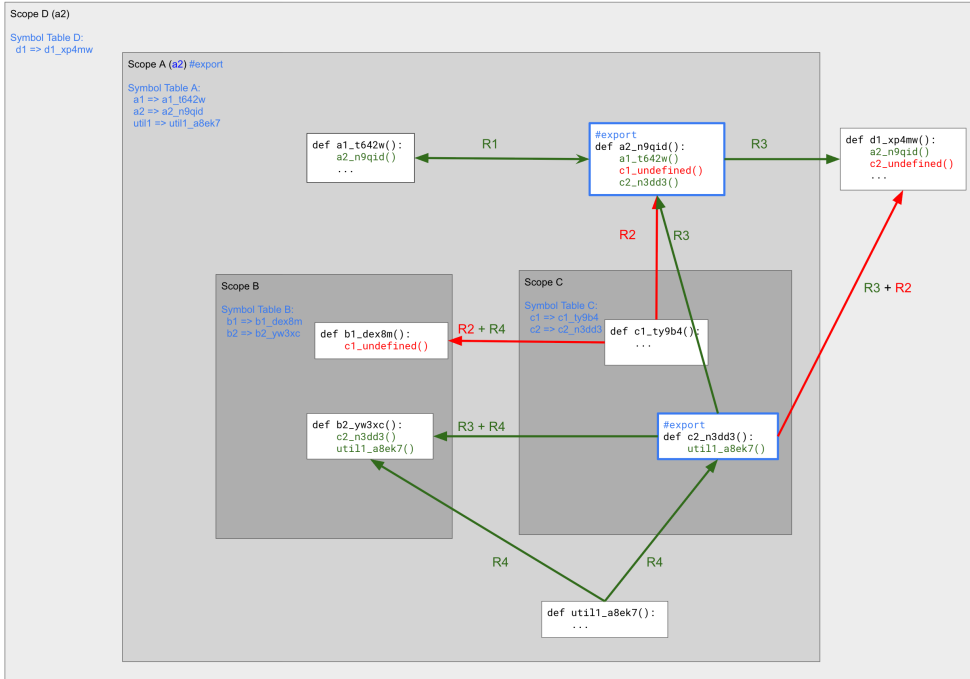 Scope D (a2)
Symbol Table D:
d1 => d1_xp4mw
Scope A (a2) #export
Symbol Table A:
a1 => a1_t642w
a2 => a2_n9qid
util1 => util1_a8ek7
def a1_t642w():
a2_n9qid()
...
R1
#export
def a2_n9qid():
a1_t642w()
c1_undefined()
c2_n3dd3()
R3
def d1_xp4mw():
a2_n9qid()
c2_undefined()
...
R2
R3
R3 + R2
Scope B
Symbol Table B:
b1 => b1_dex8m
b2 => b2_yw3xc
def b1_dex8m():
c1_undefined()
R2 + R4
Scope C
Symbol Table C:
c1 => c1_ty9b4
c2 => c2_n3dd3
def c1_ty9b4():
...
def b2_yw3xc():
c2_n3dd3()
util1_a8ek7()
R3 + R4
#export
def c2_n3dd3():
util1_a8ek7()
R4
R4
def util1_a8ek7():
...